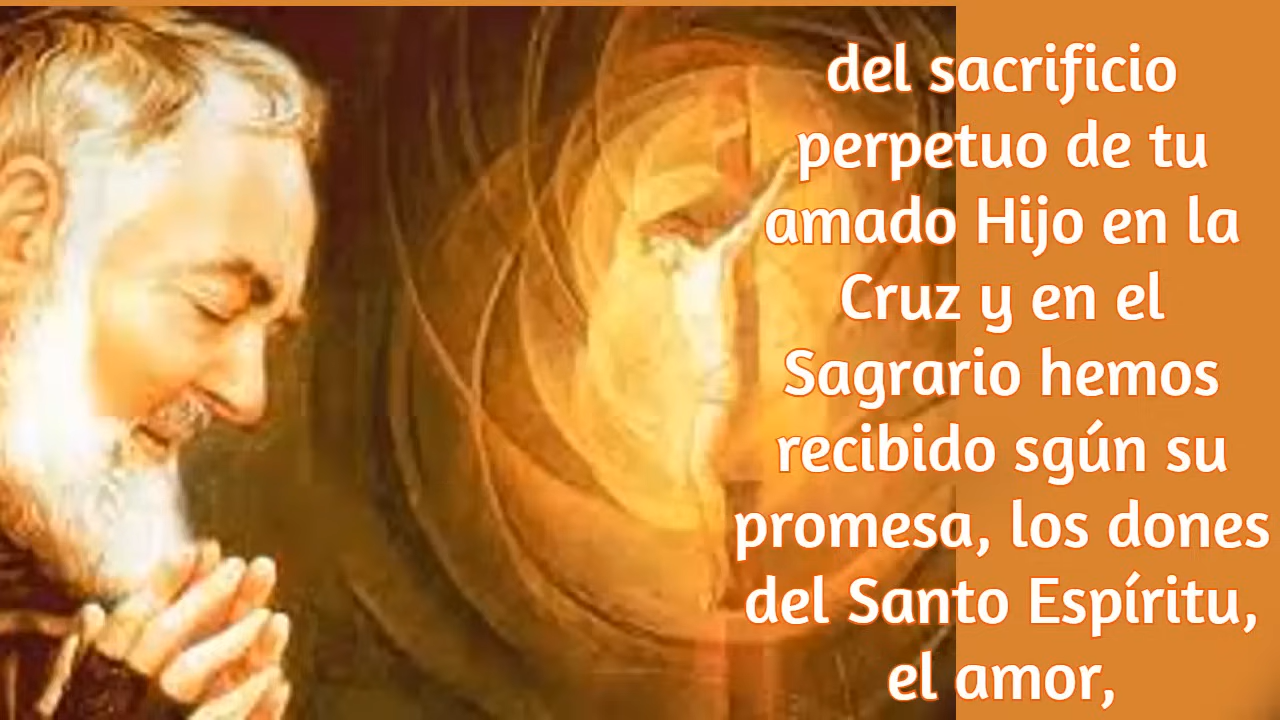 del sacrificio
perpetuo de tu
amado Hijo en la
Cruz y en el
Sagrario hemos
recibido sgún su
promesa, los dones
del Santo Espíritu,
el amor,